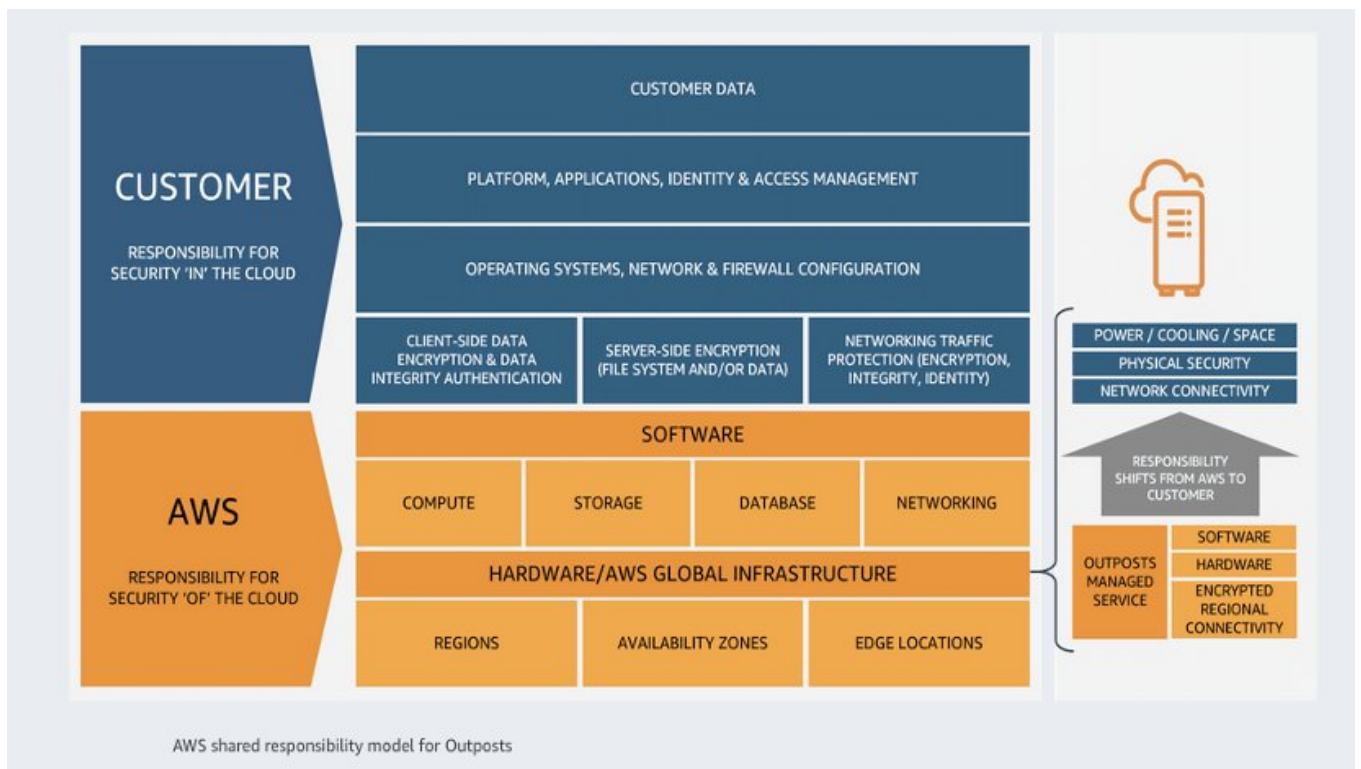 CUSTOMER
RESPONSIBILITY FOR
SECURITY ‘IN’ THE CLOUD
CUSTOMER DATA
PLATFORM, APPLICATIONS, IDENTITY & ACCESS MANAGEMENT
OPERATING SYSTEMS, NETWORK & FIREWALL CONFIGURATION
CLIENT-SIDE DATA
ENCRYPTION & DATA
INTEGRITY AUTHENTICATION
SERVER-SIDE ENCRYPTION
(FILE SYSTEM AND/OR DATA)
NETWORKING TRAFFIC
PROTECTION (ENCRYPTION,
INTEGRITY, IDENTITY)
AWS
RESPONSIBILITY FOR
SECURITY ‘OF’ THE CLOUD
SOFTWARE
COMPUTE
STORAGE
DATABASE
NETWORKING
HARDWARE/AWS GLOBAL INFRASTRUCTURE
REGIONS
AVAILABILITY ZONES
EDGE LOCATIONS
POWER / COOLING / SPACE
PHYSICAL SECURITY
NETWORK CONNECTIVITY
RESPONSIBILITY
SHIFTS FROM AWS TO
CUSTOMER
OUTPOSTS
MANAGED
SERVICE
SOFTWARE
HARDWARE
ENCRYPTED
REGIONAL
CONNECTIVITY
AWS shared responsibility model for Outposts